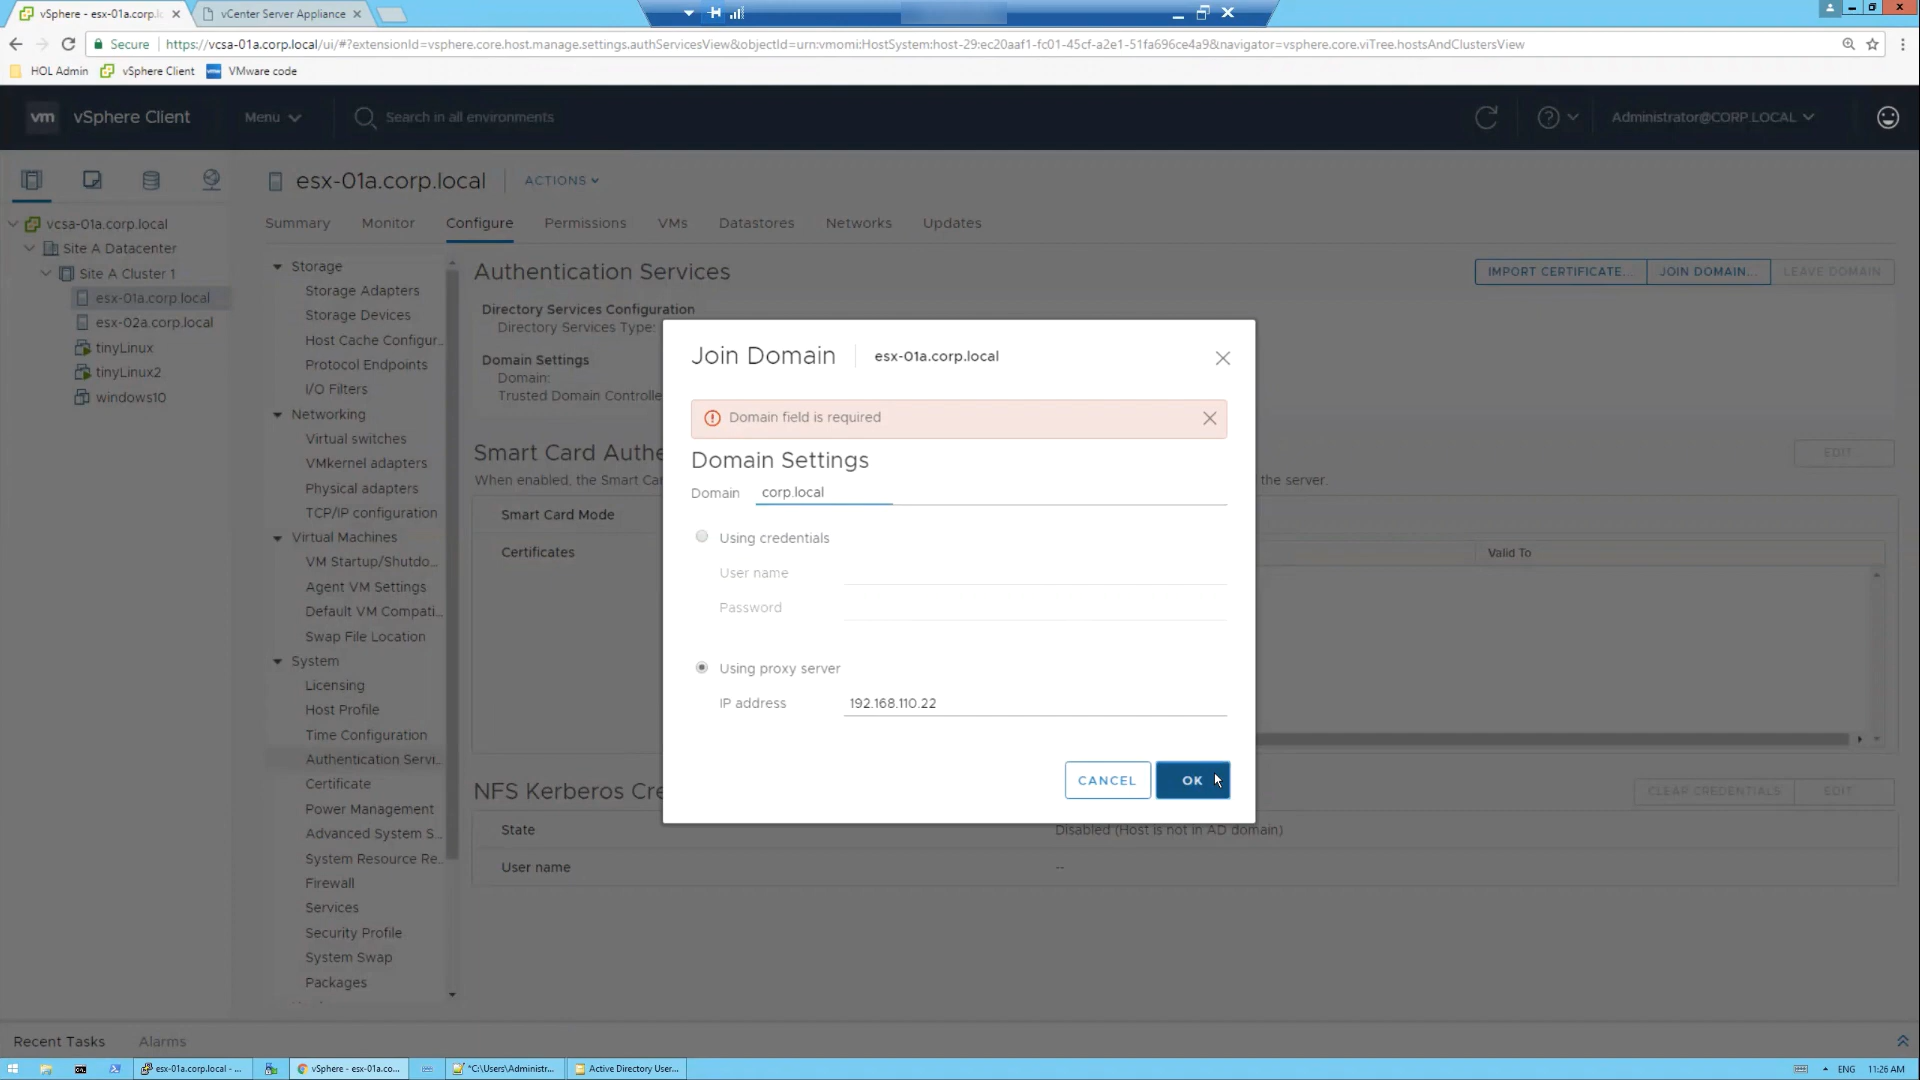 vSphere - esx-01a.corp.l
vCenter Server Appliance
Secure
https://vcsa-01a.corp.local/ui/#?extensionId=vsphere.core.host.manage.settings.authServicesView&objectId=urn:vmomi:HostSystem:host-29:ec20aaf1-fc01-45cf-a2e1-51fa696ce4a9&navigator=vsphere.core.viTree.hostsAndClustersView
HOL Admin
vSphere Client
VMware code
vm
vSphere Client
Menu
Search in all environments
Administrator@CORP.LOCAL
esx-01a.corp.local
ACTIONS
Summary
Monitor
Configure
Permissions
VMs
Datastores
Networks
Updates
vcsa-01a.corp.local
Site A Datacenter
Site A Cluster 1
esx-01a.corp.local
esx-02a.corp.local
tinyLinux
tinyLinux2
windows10
Storage
Storage Adapters
Storage Devices
Host Cache Configur...
Protocol Endpoints
I/O Filters
Networking
Virtual switches
VMkernel adapters
Physical adapters
TCP/IP configuration
Virtual Machines
VM Startup/Shutdo...
Agent VM Settings
Default VM Compati...
Swap File Location
System
Licensing
Host Profile
Time Configuration
Authentication Servi...
Certificate
Power Management
Advanced System S...
System Resource Re...
Firewall
Services
Security Profile
System Swap
Packages
Authentication Services
IMPORT CERTIFICATE...
JOIN DOMAIN...
LEAVE DOMAIN
Directory Services Configuration
Directory Services Type:
Domain Settings
Domain:
Trusted Domain Controlle
Smart Card Authe
EDIT
When enabled, the Smart Car
the server.
Smart Card Mode
Certificates
Valid To
NFS Kerberos Cre
CLEAR CREDENTIALS
EDIT
State
Disabled (Host is not in AD domain)
User name
--
Join Domain
esx-01a.corp.local
Domain field is required
Domain Settings
Domain
corp.local
Using credentials
User name
Password
Using proxy server
IP address
192.168.110.22
CANCEL
OK
Recent Tasks
Alarms
esx-01a.corp.local - ...
vSphere - esx-01a.co...
*C:\Users\Administr...
Active Directory User...
ENG
11:26 AM